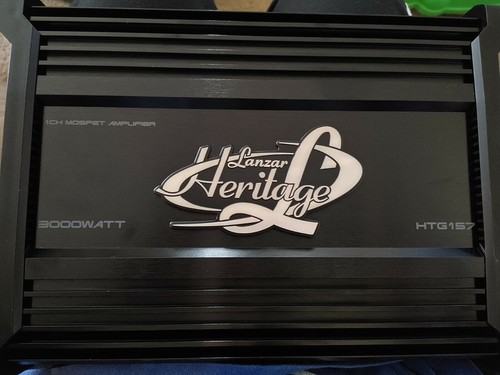 1CH MOSFET AMPLIFIER
Lanzar
Heritage
3000WATT
HTG157